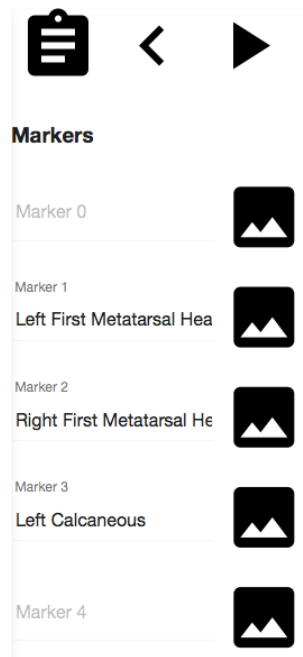 Markers
Marker 0
Marker 1
Left First Metatarsal Hea
Marker 2
Right First Metatarsal He
Marker 3
Left Calcaneous
Marker 4